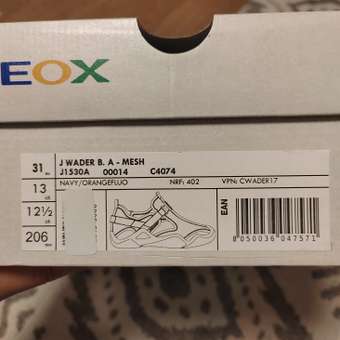 EOX
31 EU
J WADER B. A - MESH
J1530A 00014 C4074
13
NAVY/ORANGEFLUO NRF: 402 VPN: CWADER17
12½
206
EAN
8 050036 047571